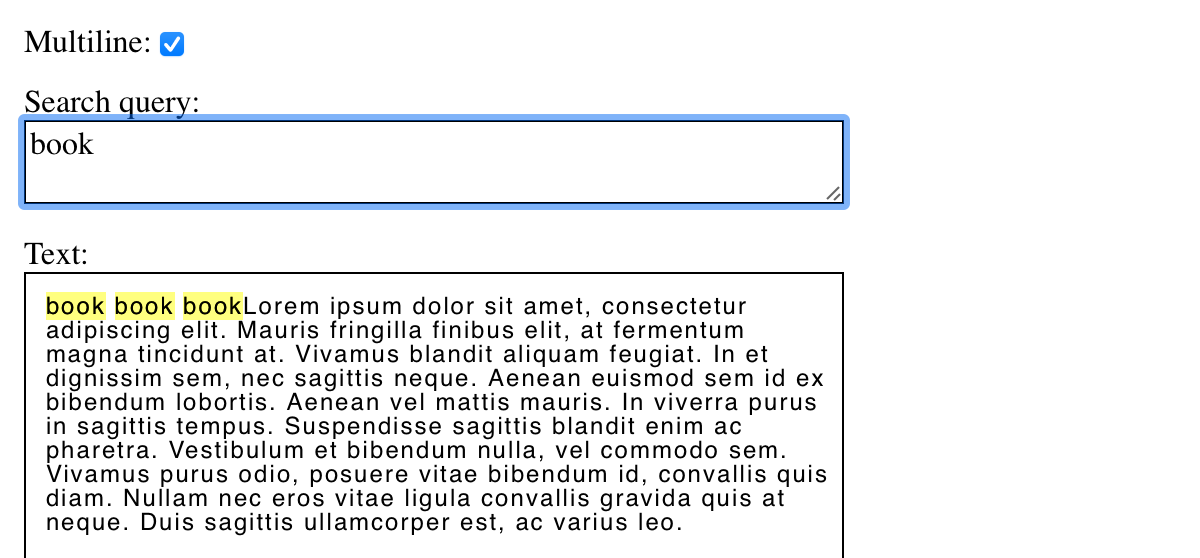 Multiline:
Search query:
book
Text:
book book bookLorem ipsum dolor sit amet, consectetur
adipiscing elit. Mauris fringilla finibus elit, at fermentum
magna tincidunt at. Vivamus blandit aliquam feugiat. In et
dignissim sem, nec sagittis neque. Aenean euismod sem id ex
bibendum lobortis. Aenean vel mattis mauris. In viverra purus
in sagittis tempus. Suspendisse sagittis blandit enim ac
pharetra. Vestibulum et bibendum nulla, vel commodo sem.
Vivamus purus odio, posuere vitae bibendum id, convallis quis
diam. Nullam nec eros vitae ligula convallis gravida quis at
neque. Duis sagittis ullamcorper est, ac varius leo.